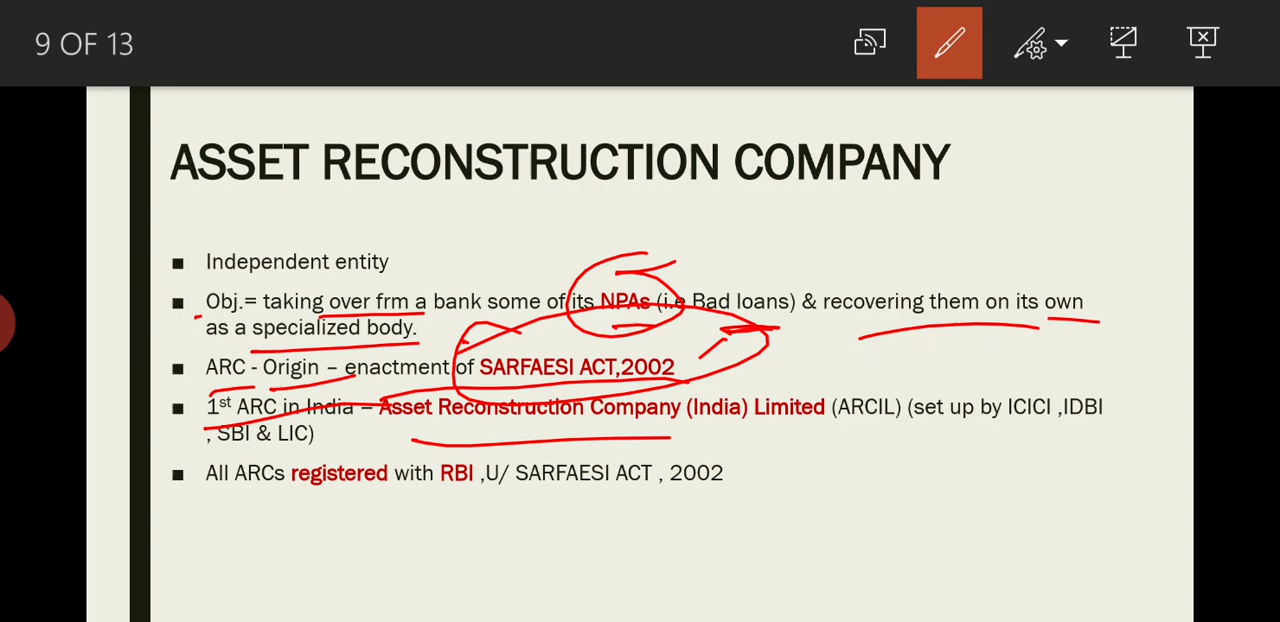 9 OF 13
ASSET RECONSTRUCTION COMPANY
■ Independent entity
■ Obj.= taking over frm a bank some of its NPAs (i.e Bad loans) & recovering them on its own
as a specialized body.
■ ARC - Origin – enactment of SARFAESI ACT,2002
■ 1st ARC in India – Asset Reconstruction Company (India) Limited (ARCIL) (set up by ICICI ,IDBI
, SBI & LIC)
■ All ARCs registered with RBI ,U/ SARFAESI ACT , 2002